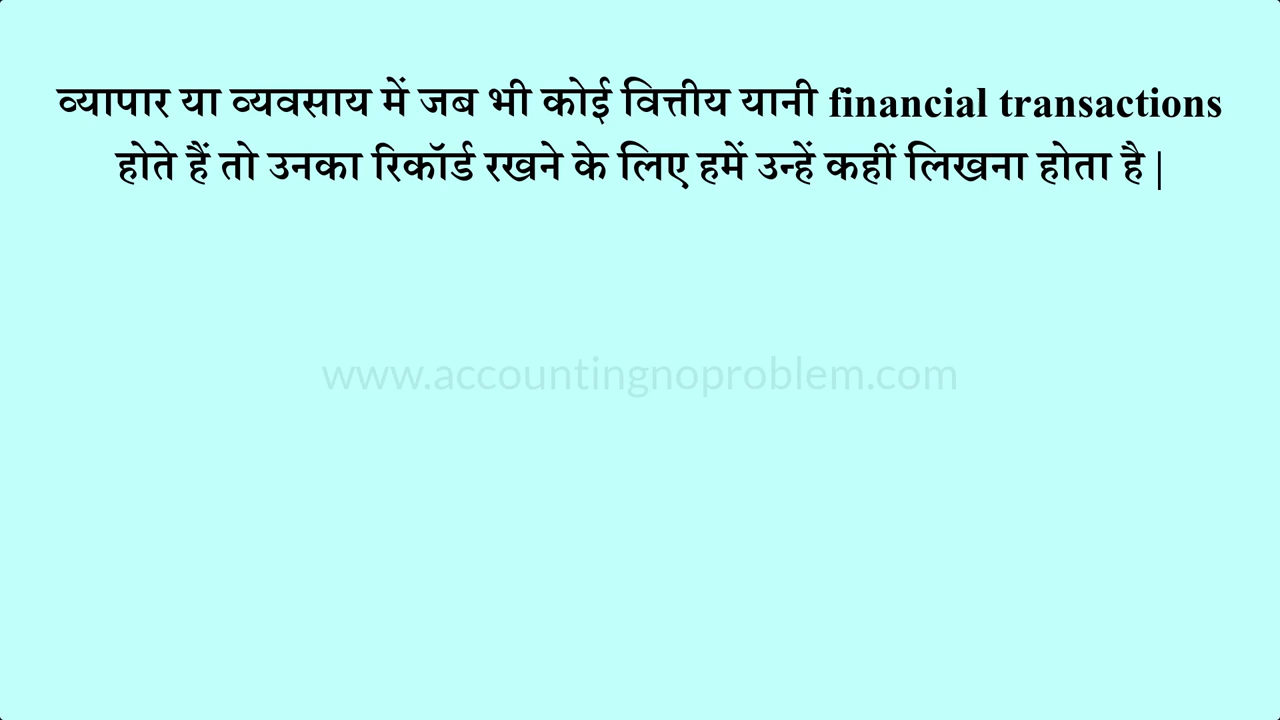 व्यापार या व्यवसाय में जब भी कोई वित्तीय यानी financial transactions
होते हैं तो उनका रिकॉर्ड रखने के लिए हमें उन्हें कहीं लिखना होता है |
www.accountingnoproblem.com